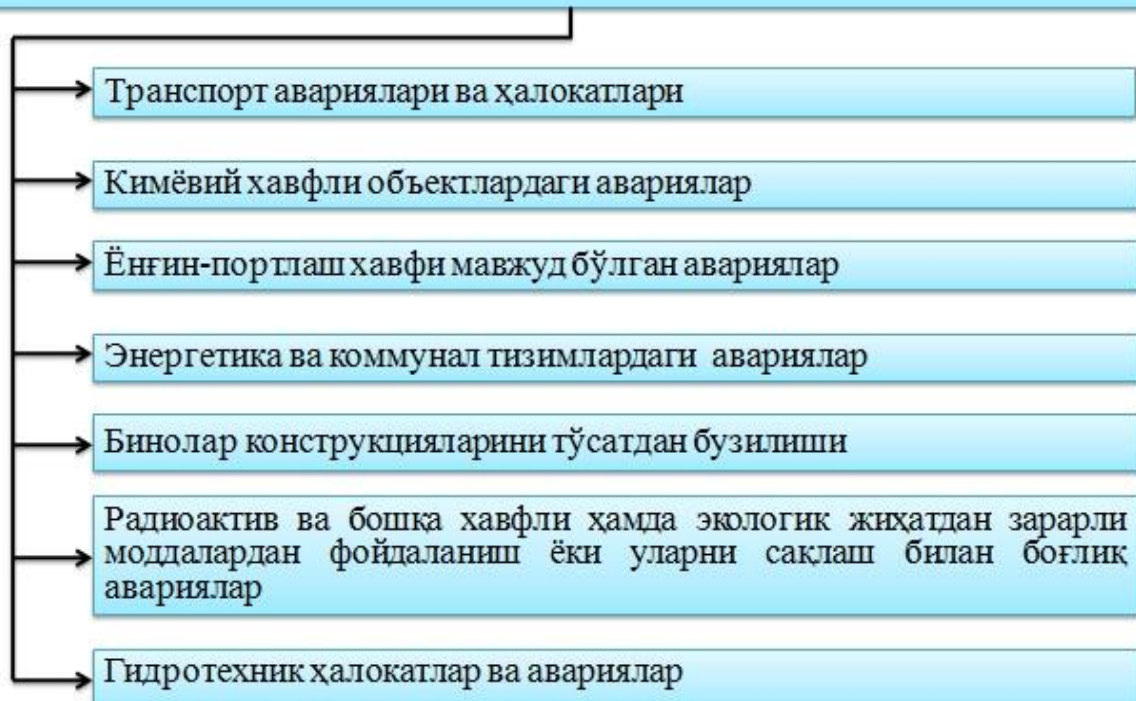 Транспорт авариялари ва ҳалокатлари
Кимёвий хавфли объектлардаги авариялар
Ёнғин-портлаш хавфи мавжуд бўлган авариялар
Энергетика ва коммунал тизимлардаги авариялар
Бинолар конструкцияларини тўсатдан бузилиши
Радиоактив ва бошқа хавфли ҳамда экологик жиҳатдан зарарли
моддалардан фойдаланиш ёки уларни сақлаш билан боғлиқ
авариялар
Гидротехник ҳалокатлар ва авариялар